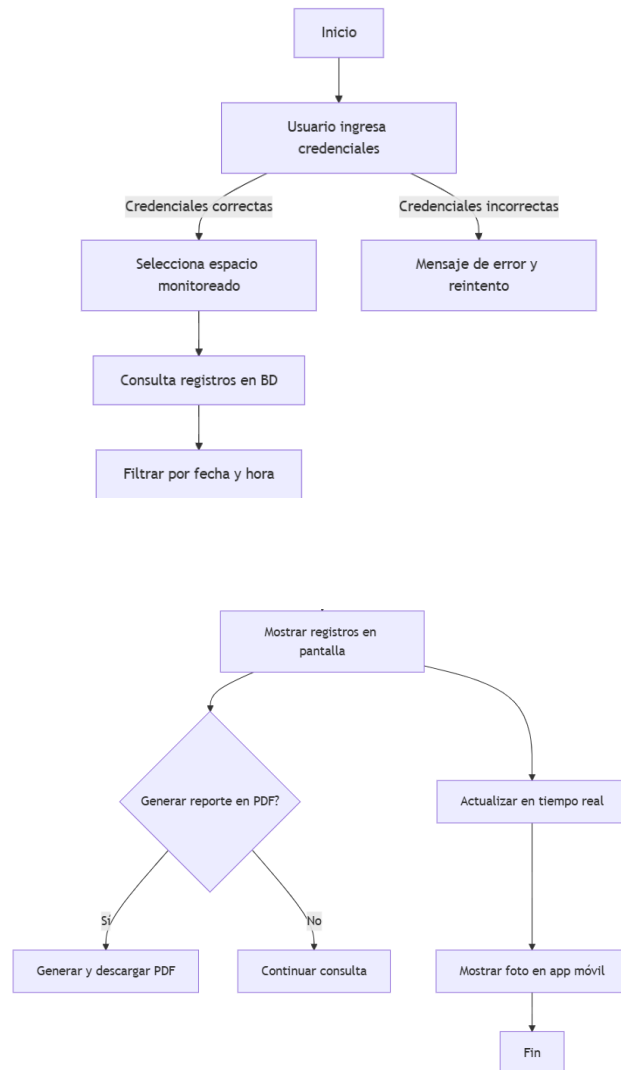 Inicio
Usuario ingresa
credenciales
Credenciales correctas
Credenciales incorrectas
Selecciona espacio
monitoreado
Mensaje de error y
reintento
Consulta registros en BD
Filtrar por fecha y hora
Mostrar registros en
pantalla
Generar reporte en PDF?
Actualizar en tiempo real
Sí
No
Generar y descargar PDF
Continuar consulta
Mostrar foto en app móvil
Fin